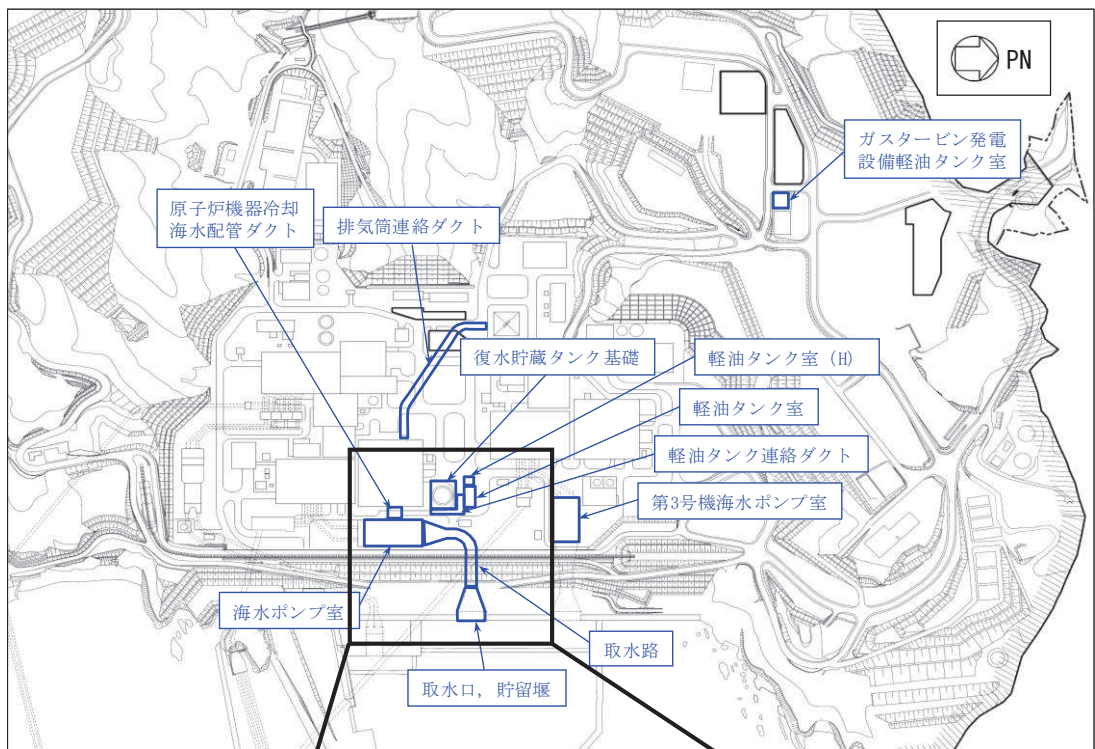 PN
ガスタービン発電
設備軽油タンク室
原子炉機器冷却
海水配管ダクト
排気筒連絡ダクト
復水貯蔵タンク基礎
軽油タンク室 (H)
軽油タンク室
軽油タンク連絡ダクト
第3号機海水ポンプ室
海水ポンプ室
取水路
取水口，貯留堰